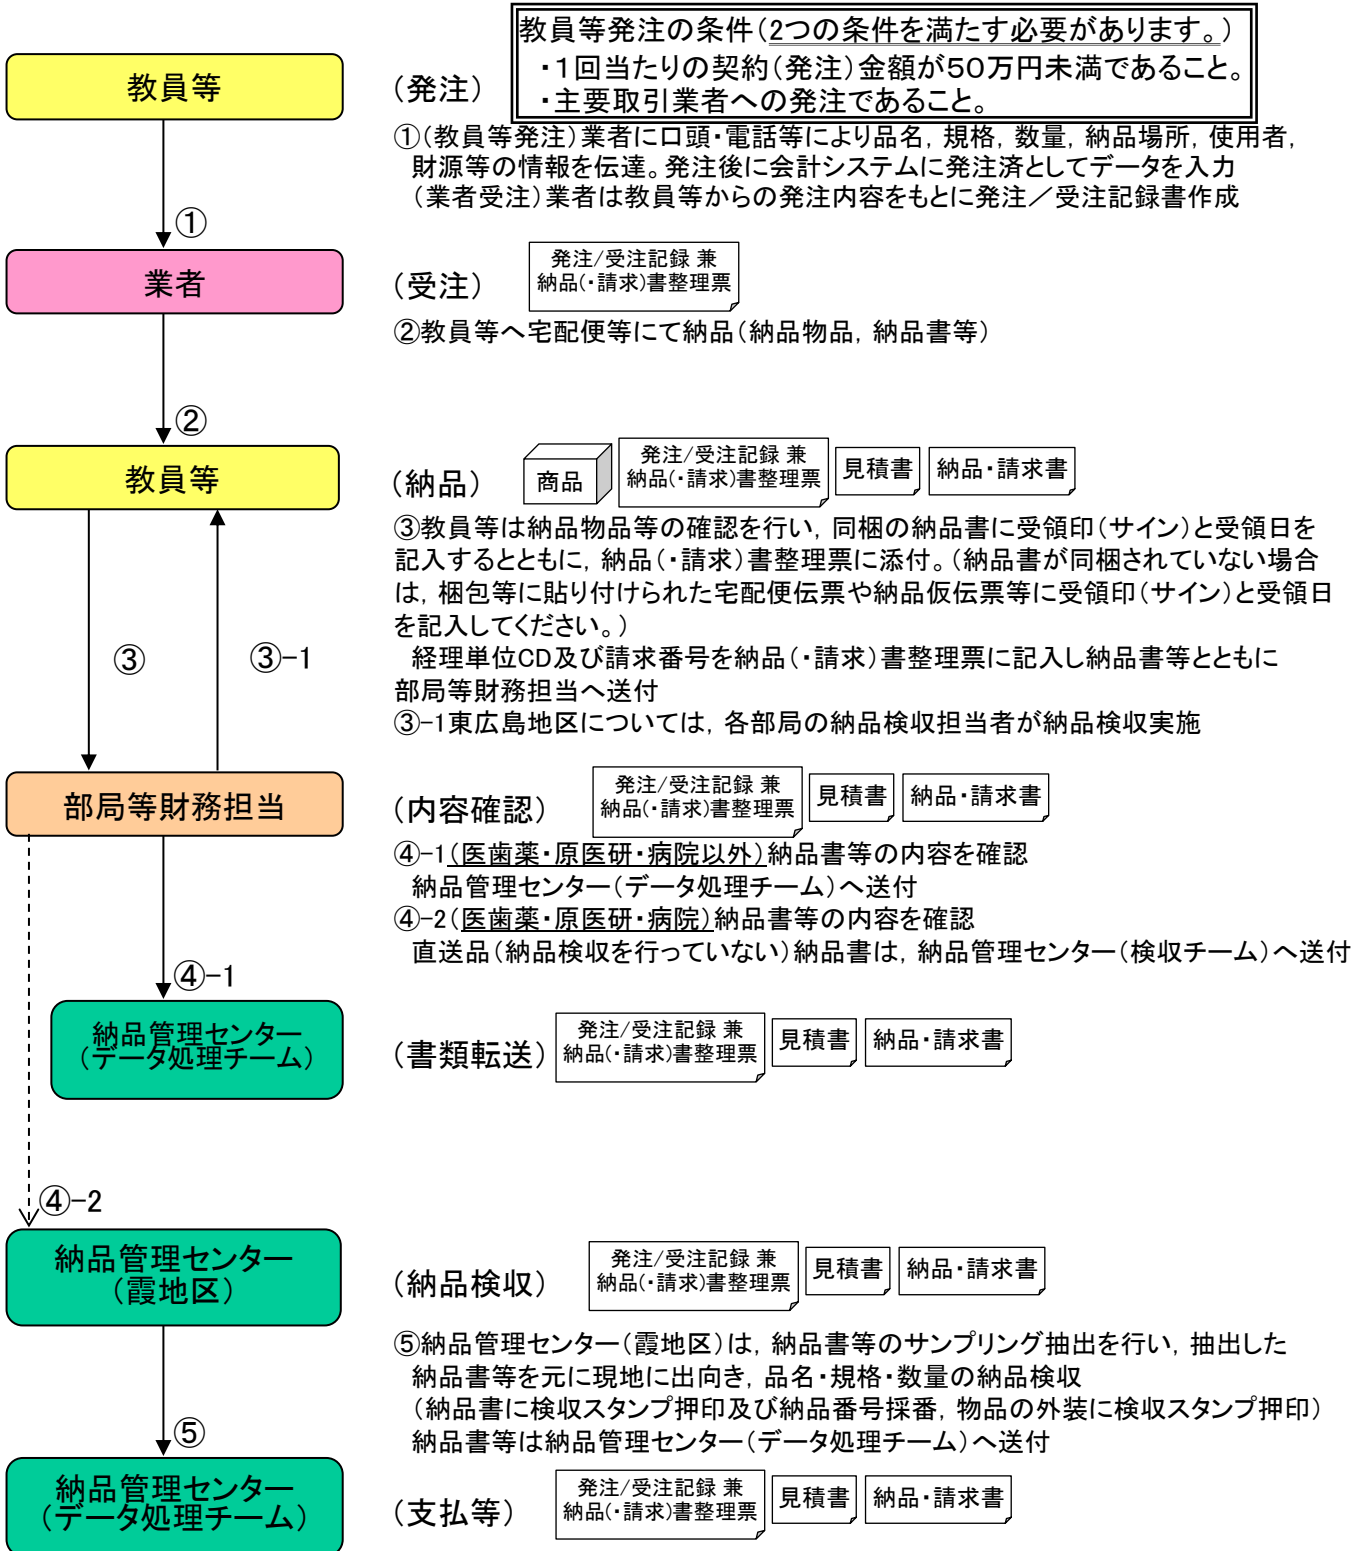 教員等発注の条件(2つの条件を満たす必要があります。)
・1回当たりの契約(発注)金額が50万円未満であること。
・主要取引業者への発注であること。
教員等
(発注)
①(教員等発注)業者に口頭・電話等により品名，規格，数量，納品場所，使用者，
財源等の情報を伝達。発注後に会計システムに発注済としてデータを入力
(業者受注)業者は教員等からの発注内容をもとに発注／受注記録書作成
①
業者
(受注)
発注/受注記録 兼
納品(・請求)書整理票
②教員等へ宅配便等にて納品(納品物品，納品書等)
②
教員等
(納品)
商品
発注/受注記録 兼
納品(・請求)書整理票
見積書
納品・請求書
③教員等は納品物品等の確認を行い，同梱の納品書に受領印(サイン)と受領日を
記入するとともに，納品(・請求)書整理票に添付。(納品書が同梱されていない場合
は，梱包等に貼り付けられた宅配便伝票や納品仮伝票等に受領印(サイン)と受領日
を記入してください。)
経理単位CD及び請求番号を納品(・請求)書整理票に記入し納品書等とともに
部局等財務担当へ送付
③-1東広島地区については，各部局の納品検収担当者が納品検収実施
③
③-1
部局等財務担当
(内容確認)
発注/受注記録 兼
納品(・請求)書整理票
見積書
納品・請求書
④-1(医歯薬・原医研・病院以外)納品書等の内容を確認
納品管理センター(データ処理チーム)へ送付
④-2(医歯薬・原医研・病院)納品書等の内容を確認
直送品(納品検収を行っていない)納品書は，納品管理センター(検収チーム)へ送付
④-1
納品管理センター
(データ処理チーム)
(書類転送)
発注/受注記録 兼
納品(・請求)書整理票
見積書
納品・請求書
④-2
納品管理センター
(霞地区)
(納品検収)
発注/受注記録 兼
納品(・請求)書整理票
見積書
納品・請求書
⑤納品管理センター(霞地区)は，納品書等のサンプリング抽出を行い，抽出した
納品書等を元に現地に出向き，品名・規格・数量の納品検収
(納品書に検収スタンプ押印及び納品番号採番，物品の外装に検収スタンプ押印)
納品書等は納品管理センター(データ処理チーム)へ送付
⑤
納品管理センター
(データ処理チーム)
(支払等)
発注/受注記録 兼
納品(・請求)書整理票
見積書
納品・請求書